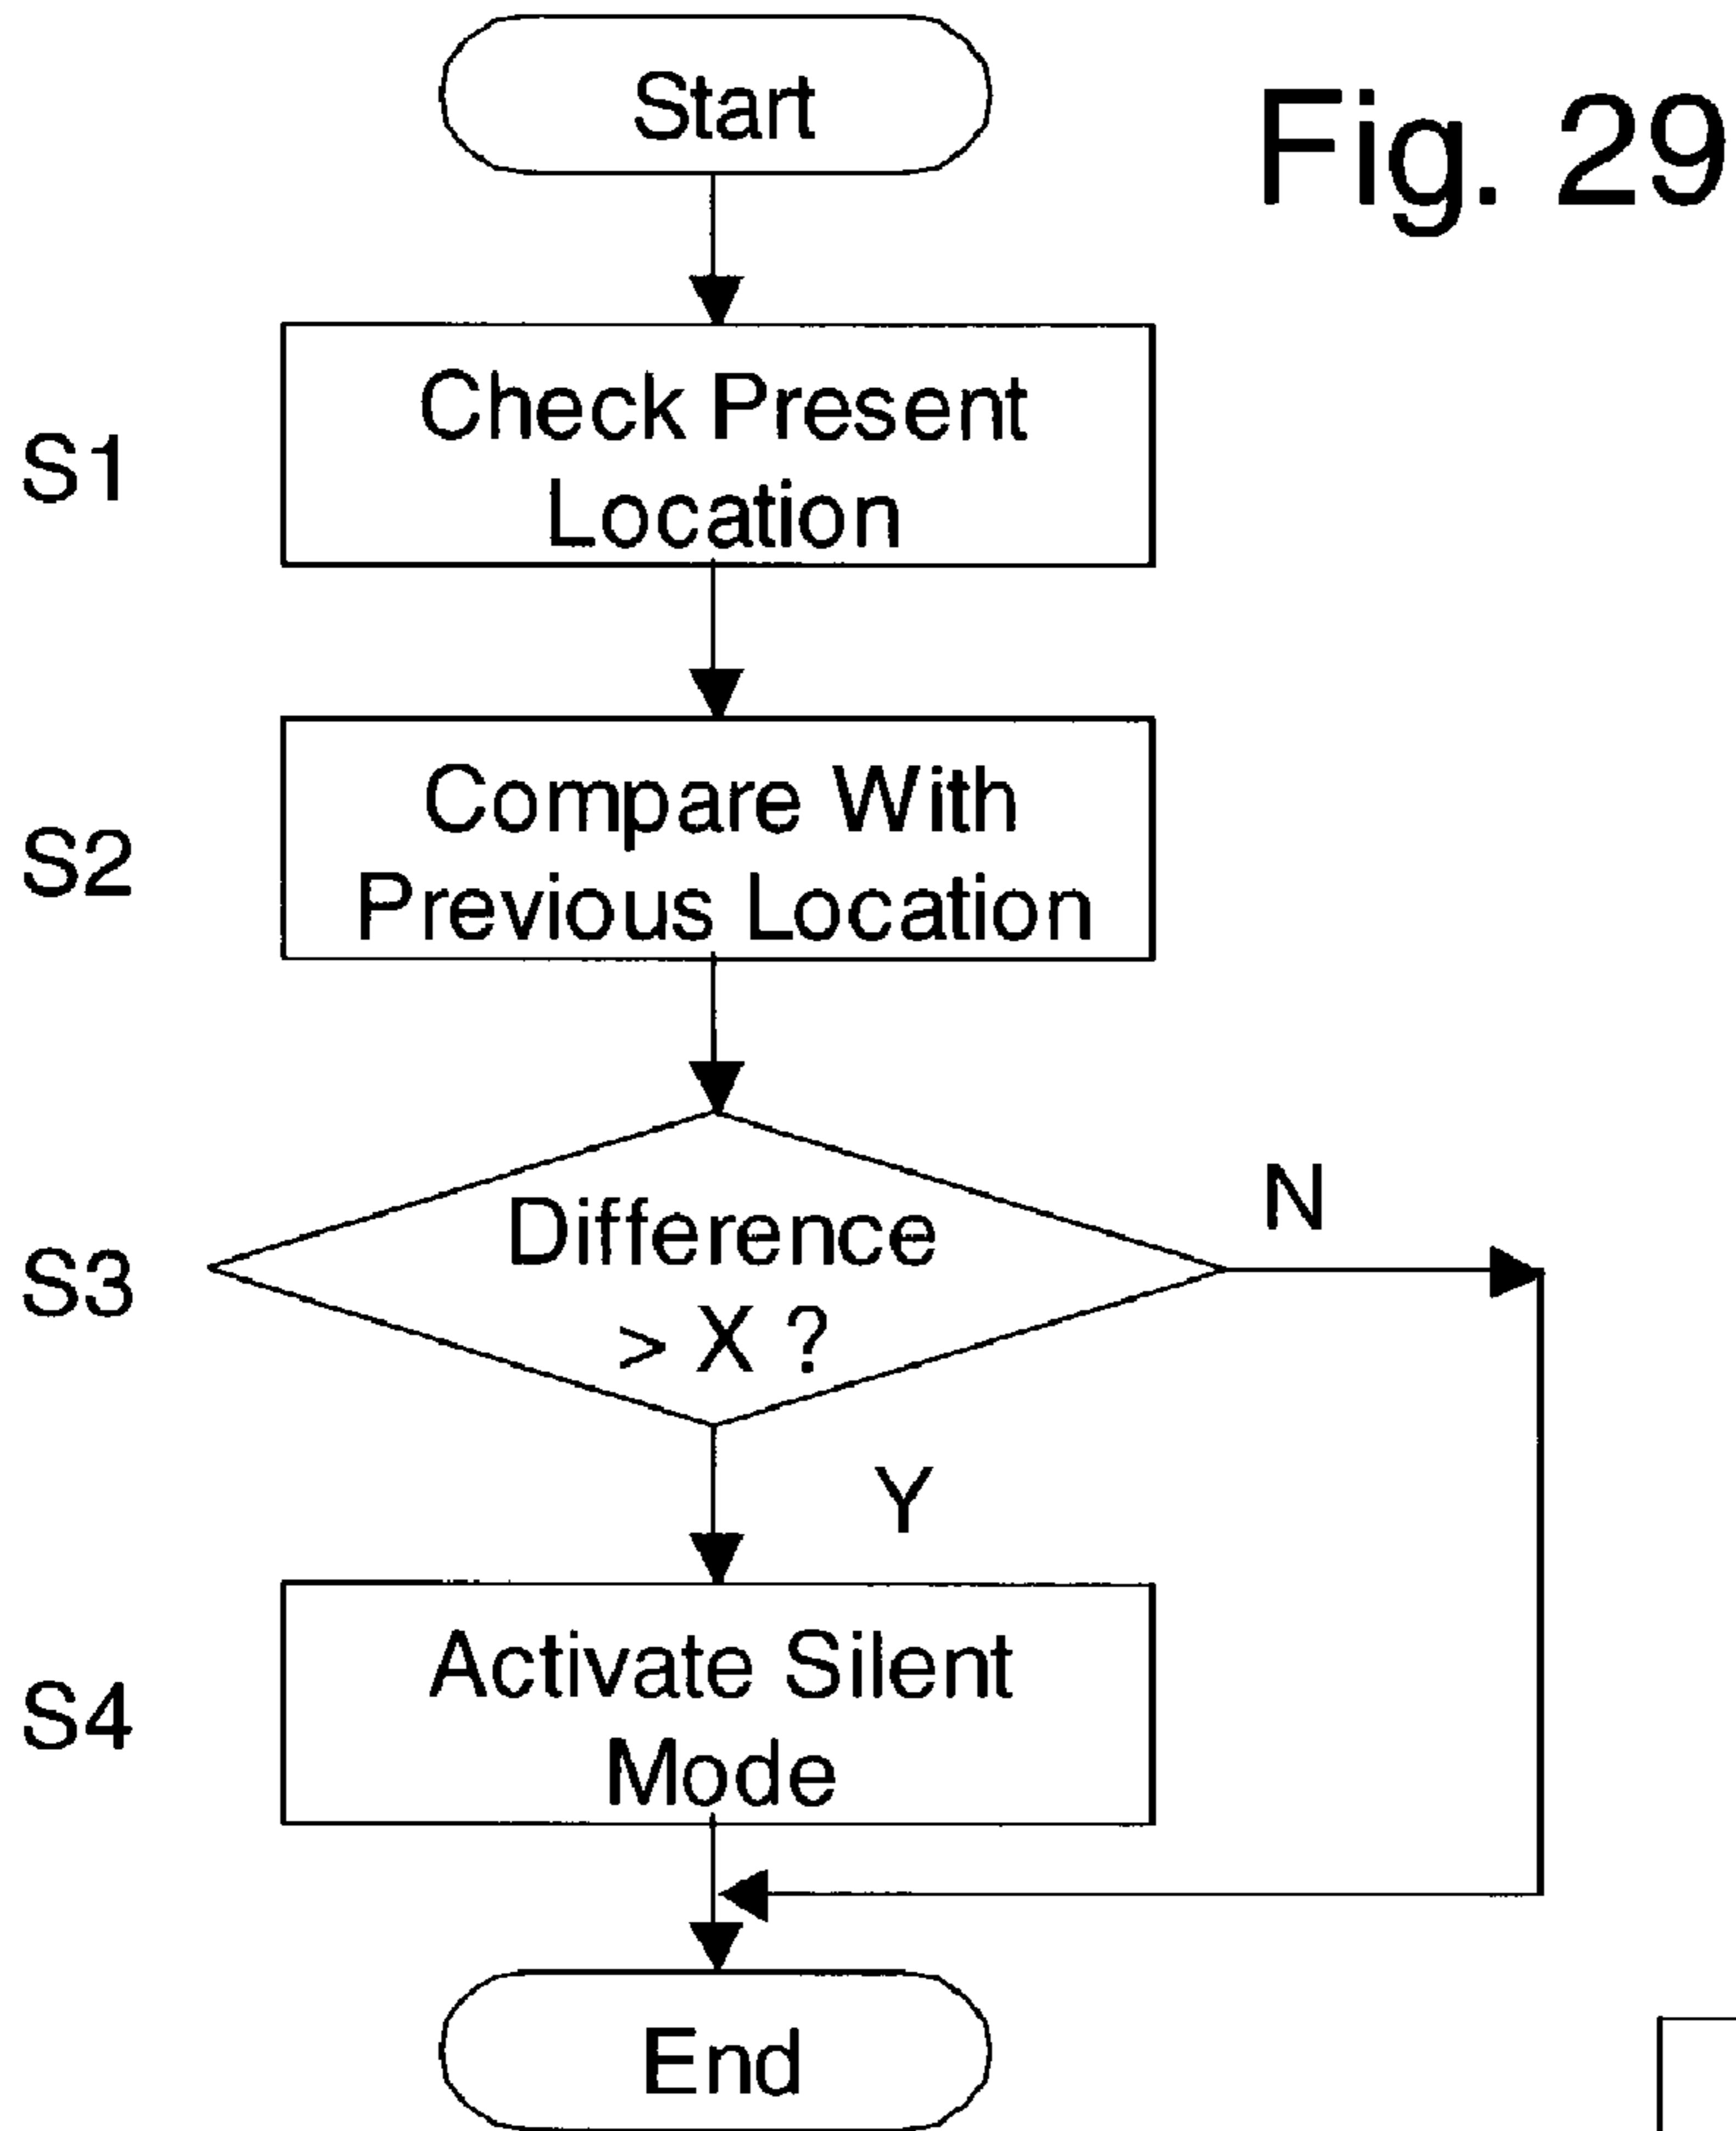 Fig. 29
Start
S1
Check Present
Location
S2
Compare With
Previous Location
S3
Difference
> X ?
N
Y
S4
Activate Silent
Mode
End